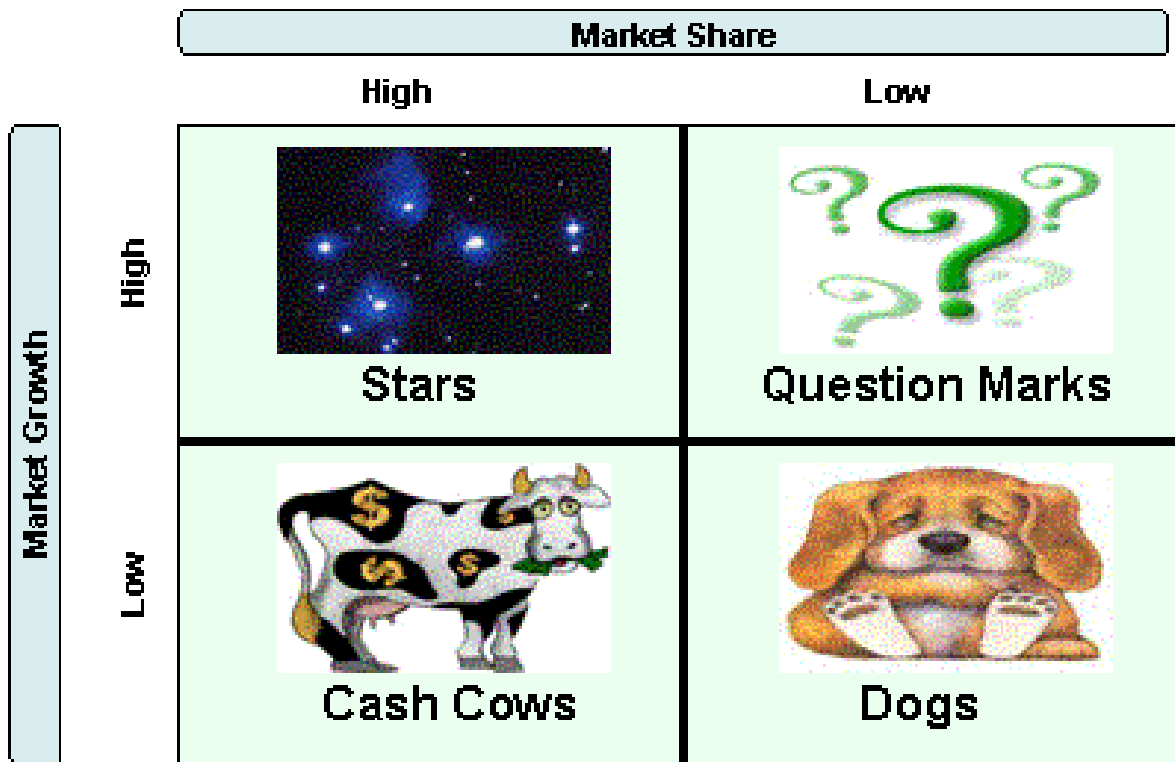 Market Share
High
Low
High
Stars
Question Marks
Market Growth
Low
$
$
$
$
Cash Cows
Dogs